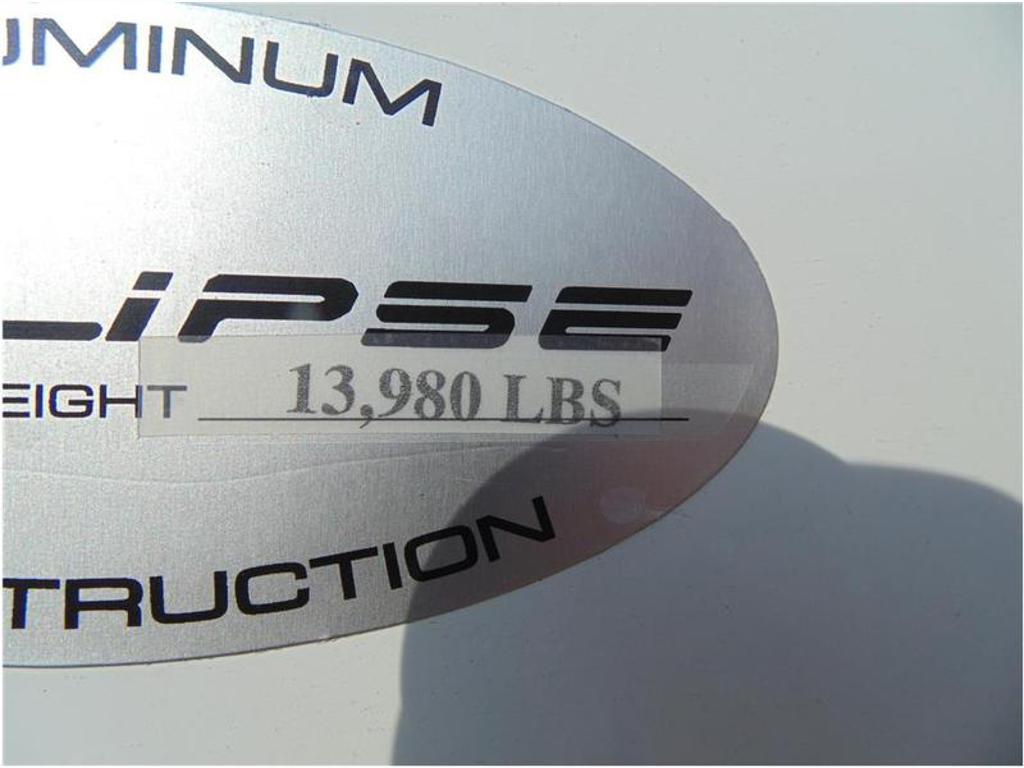 UMINUM
LIPSE
EIGHT 13,980 LBS
TRUCTION